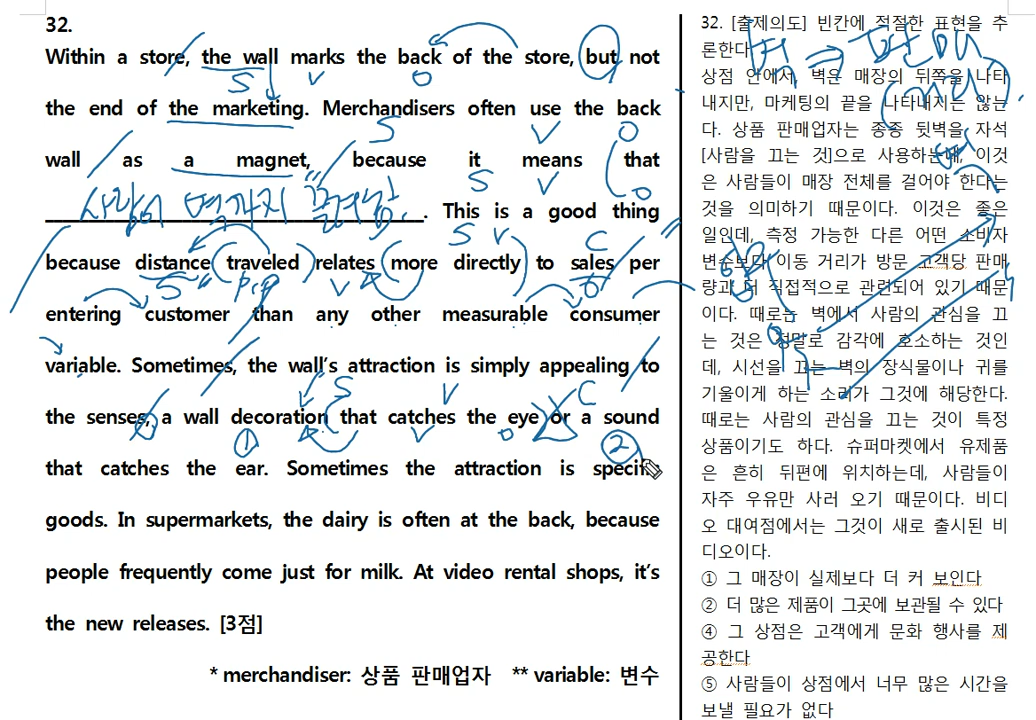 32.
Within a store, the wall marks the back of the store, but not
the end of the marketing. Merchandisers often use the back
wall as a magnet, because it means that
사람이 벽까지
. This is a good thing
because distance traveled relates more directly to sales per
entering customer than any other measurable consumer
variable. Sometimes, the wall's attraction is simply appealing to
the senses, a wall decoration that catches the eye or a sound
that catches the ear. Sometimes the attraction is specific
goods. In supermarkets, the dairy is often at the back, because
people frequently come just for milk. At video rental shops, it's
the new releases. [3점]
* merchandiser: 상품 판매업자 ** variable: 변수
32. [출제의도] 빈칸에 적절한 표현을 추
론한다.
상점 안에서, 벽은 매장의 뒤쪽을 나타
내지만, 마케팅의 끝을 나타내지는 않는
다. 상품 판매업자는 종종 뒷벽을 자석
[사람을 끄는 것]으로 사용하는데, 이것
은 사람들이 매장 전체를 걸어야 한다는
것을 의미하기 때문이다. 이것은 좋은
일인데, 측정 가능한 다른 어떤 소비자
변수보다 이동 거리가 방문 고객당 판매
량과 더 직접적으로 관련되어 있기 때문
이다. 때로는 벽에서 사람의 관심을 끄
는 것은 정말로 감각에 호소하는 것인
데, 시선을 끄는 벽의 장식물이나 귀를
기울이게 하는 소리가 그것에 해당한다.
때로는 사람의 관심을 끄는 것이 특정
상품이기도 하다. 슈퍼마켓에서 유제품
은 흔히 뒤편에 위치하는데, 사람들이
자주 우유만 사러 오기 때문이다. 비디
오 대여점에서는 그것이 새로 출시된 비
디오이다.
① 그 매장이 실제보다 더 커 보인다
② 더 많은 제품이 그곳에 보관될 수 있다
④ 그 상점은 고객에게 문화 행사를 제
공한다
⑤ 사람들이 상점에서 너무 많은 시간을
보낼 필요가 없다